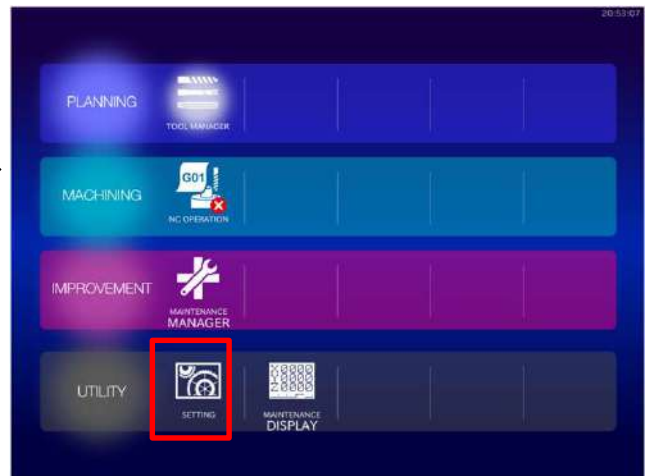 20:53:07
PLANNING
TOOL MANAGER
MACHINING
G01
NC OPERATION
IMPROVEMENT
MAINTENANCE
MANAGER
UTILITY
SETTING
MAINTENANCE
DISPLAY